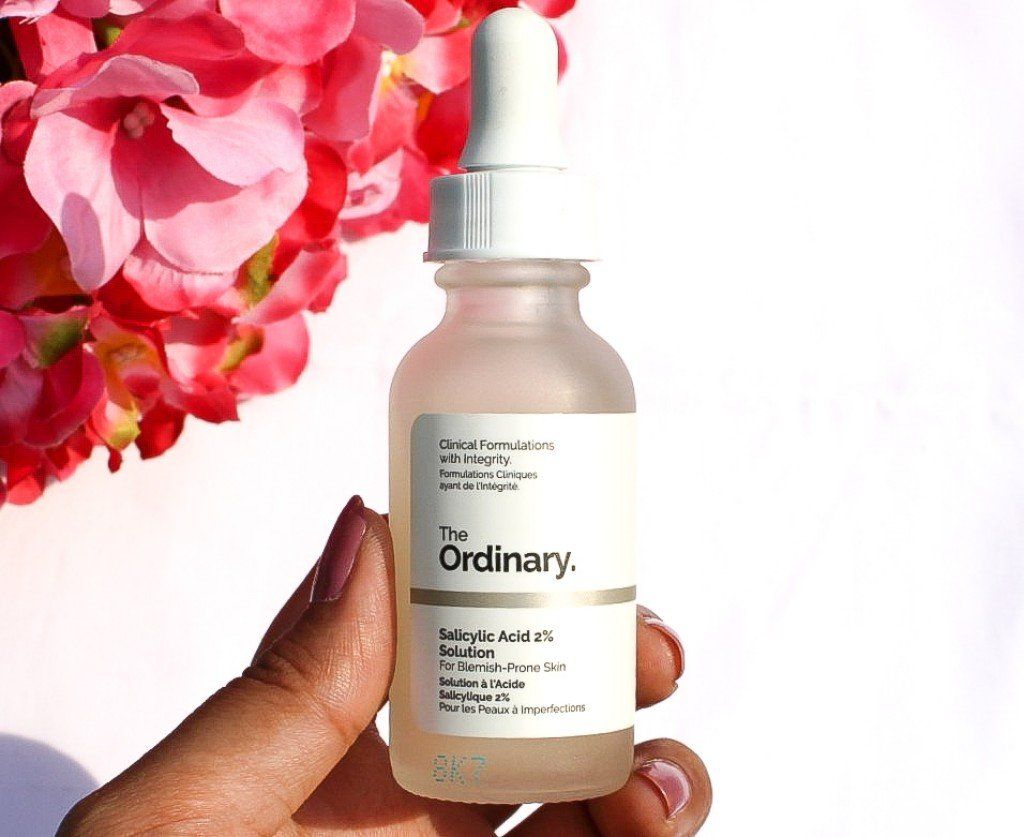 Clinical Formulations
with Integrity.
Formulations Cliniques
ayant de l'Intégrité.
The
Ordinary.
Salicylic Acid 2%
Solution
For Blemish-Prone Skin
Solution à l'Acide
Salicylique 2%
Pour les Peaux à Imperfections
8K7